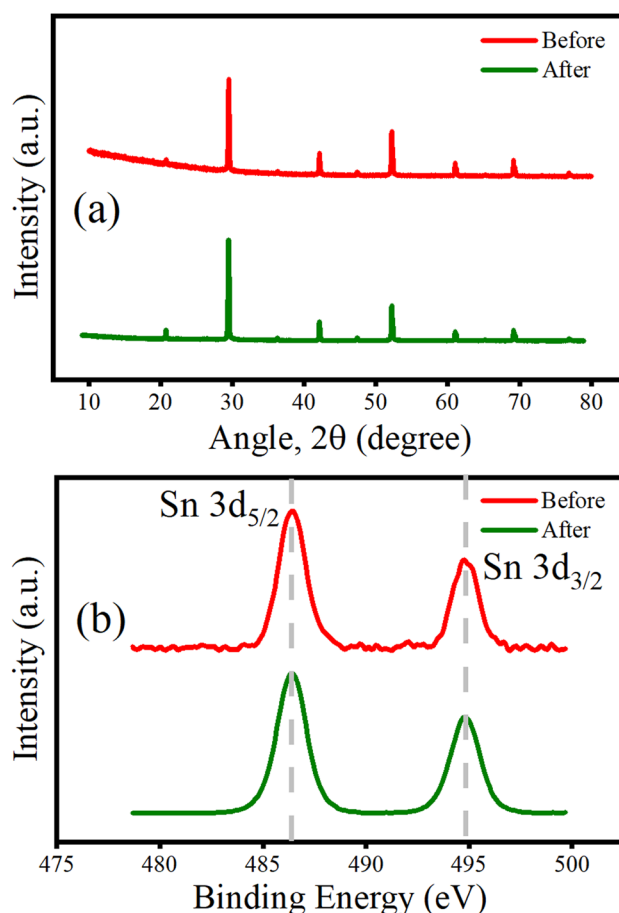 Before
After
(a)
Intensity (a.u.)
10 20 30 40 50 60 70 80
Angle, 2θ (degree)
Sn 3d5/2
Before
After
Sn 3d3/2
(b)
Intensity (a.u.)
475 480 485 490 495 500
Binding Energy (eV)